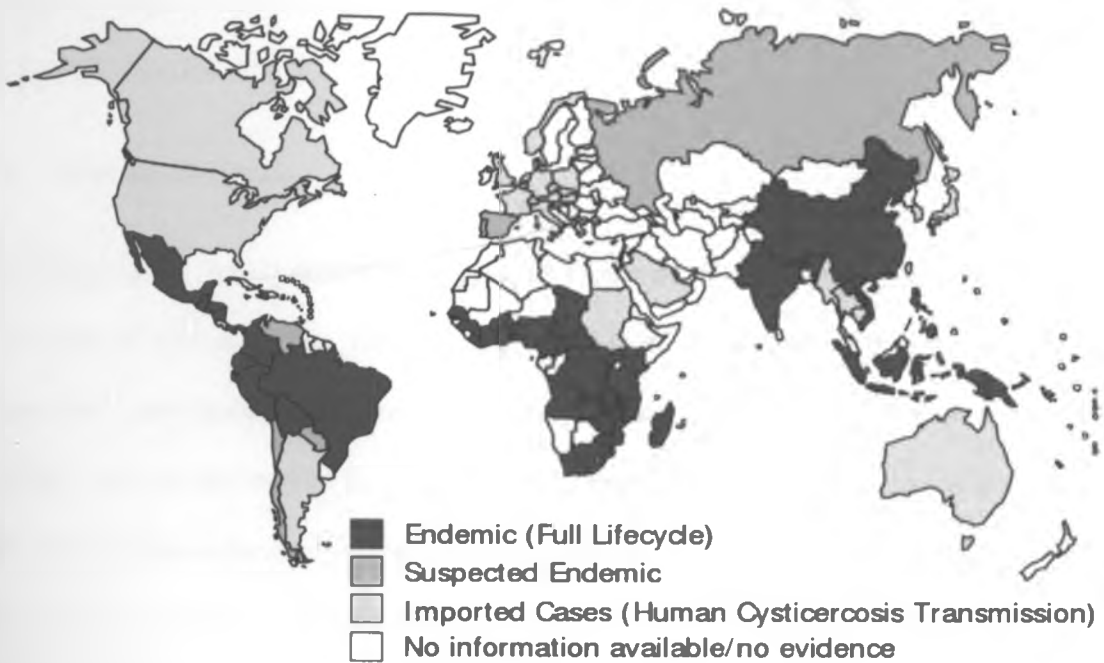 Endemic (Full Lifecycle)
Suspected Endemic
Imported Cases (Human Cysticercosis Transmission)
No information available/no evidence